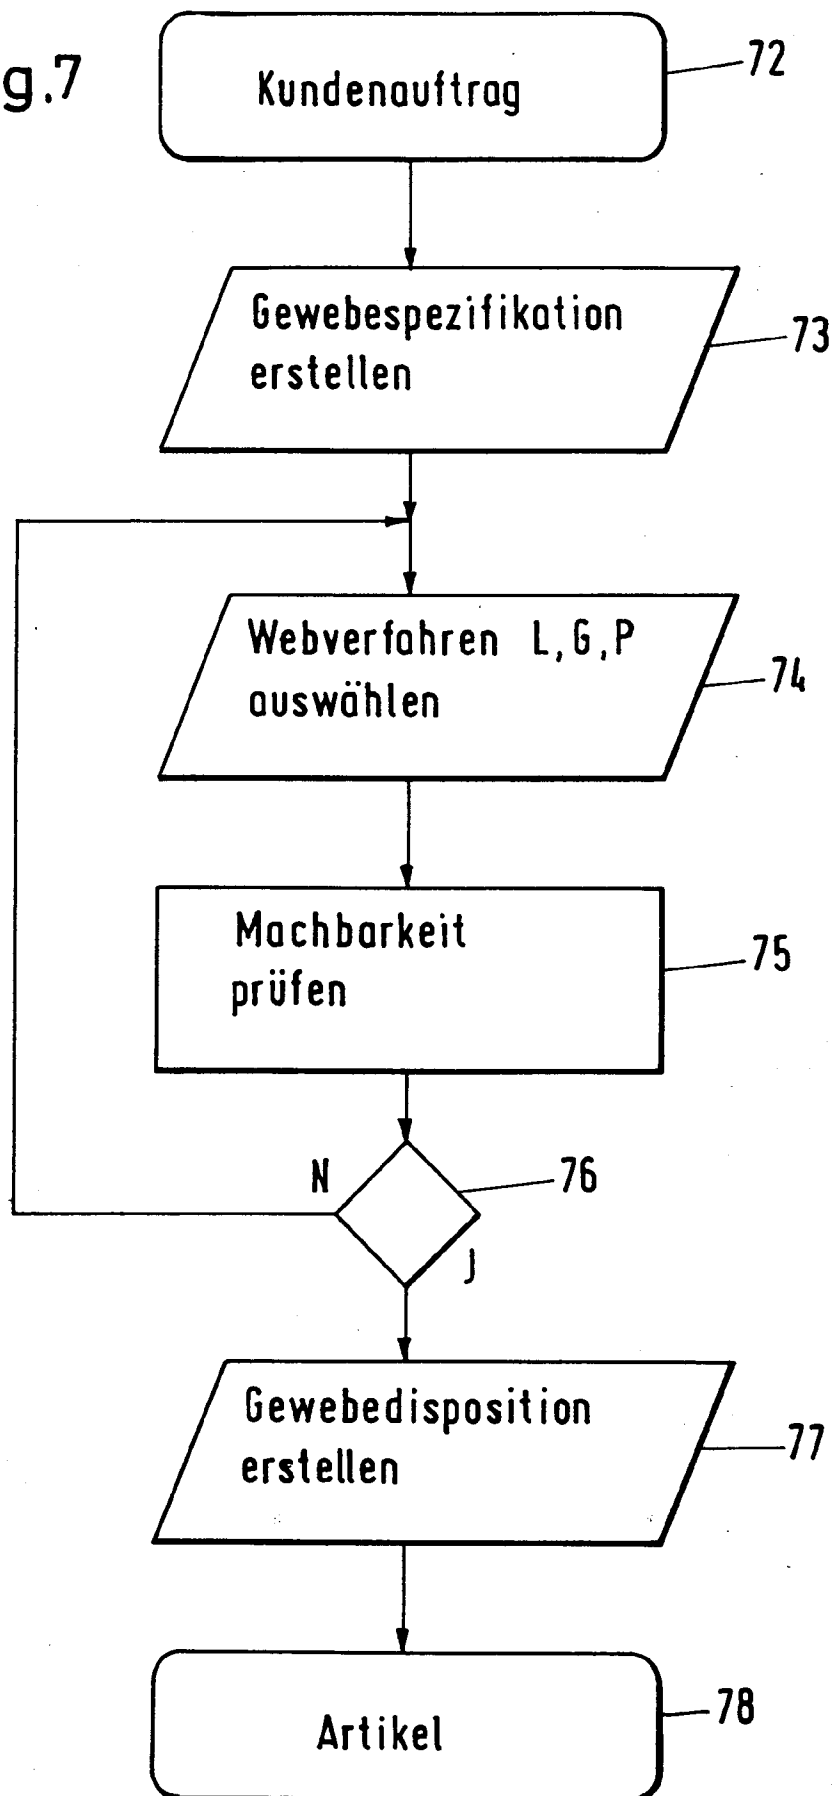 g.7
Kundenauftrag
72
Gewebespezifikation
erstellen
73
Webverfahren L,G,P
auswählen
74
Machbarkeit
prüfen
75
N
76
J
Gewebedisposition
erstellen
77
Artikel
78